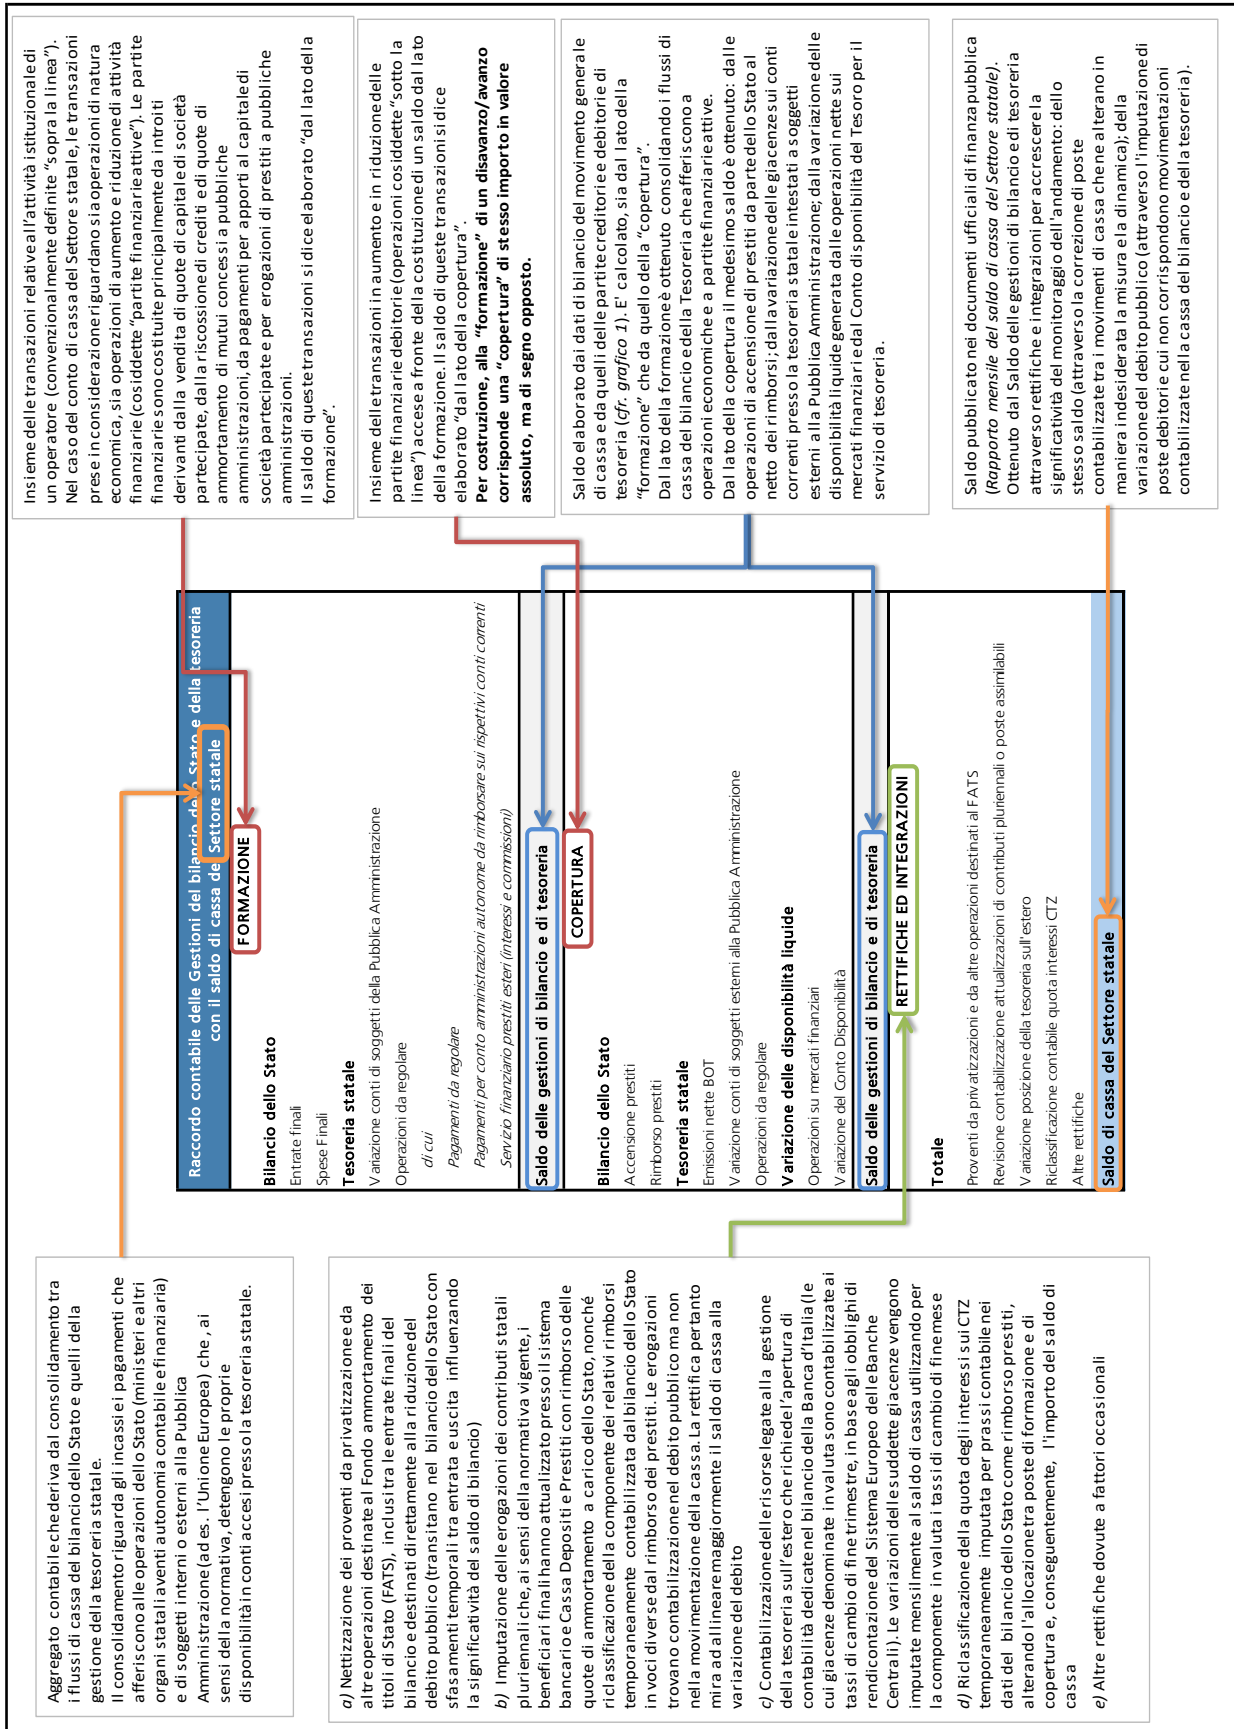 Aggregato contabile che deriva dal consolidamento tra
i flussi di cassa del bilancio dello Stato e quelli della
gestione della tesoreria statale.
Il consolidamento riguarda gli incassi e i pagamenti che
afferiscono alle operazioni dello Stato (ministeri e altri
organi statali aventi autonomia contabile e finanziaria)
e di soggetti interni o esterni alla Pubblica
Amministrazione (ad es. l'Unione Europea) che , ai
sensi della normativa, detengono le proprie
disponibilità in conti accesi presso la tesoreria statale.
a) Nettizzazione dei proventi da privatizzazione e da
altre operazioni destinate al Fondo ammortamento dei
titoli di Stato (FATS), inclusi tra le entrate finali del
bilancio e destinati direttamente alla riduzione del
debito pubblico (transitano nel bilancio dello Stato con
sfasamenti temporali tra entrata e uscita influenzando
la significatività del saldo di bilancio)
b) Imputazione delle erogazioni dei contributi statali
pluriennali che, ai sensi della normativa vigente, i
beneficiari finali hanno attualizzato presso il sistema
bancario e Cassa Depositi e Prestiti con rimborso delle
quote di ammortamento a carico dello Stato, nonché
riclassificazione della componente dei relativi rimborsi
temporaneamente contabilizzata dal bilancio dello Stato
in voci diverse dal rimborso dei prestiti. Le erogazioni
trovano contabilizzazione nel debito pubblico ma non
nella movimentazione della cassa. La rettifica pertanto
mira ad allineare maggiormente il saldo di cassa alla
variazione del debito
c) Contabilizzazione delle risorse legate alla gestione
della tesoreria sull'estero che richiede l'apertura di
contabilità dedicate nel bilancio della Banca d'Italia (le
cui giacenze denominate in valuta sono contabilizzate ai
tassi di cambio di fine trimestre, in base agli obblighi di
rendicontazione del Sistema Europeo delle Banche
Centrali). Le variazioni delle suddette giacenze vengono
imputate mensilmente al saldo di cassa utilizzando per
la componente in valuta i tassi di cambio di fine mese
d) Riclassificazione della quota degli interessi sui CTZ
temporaneamente imputata per prassi contabile nei
dati del bilancio dello Stato come rimborso prestiti,
alterando l'allocazione tra poste di formazione e di
copertura e, conseguentemente, l'importo del saldo di
cassa
e) Altre rettifiche dovute a fattori occasionali
Raccordo contabile delle Gestioni del bilancio dello Stato e della tesoreria
con il saldo di cassa del Settore statale
FORMAZIONE
Bilancio dello Stato
Entrate finali
Spese Finali
Tesoreria statale
Variazione conti di soggetti della Pubblica Amministrazione
Operazioni da regolare
di cui
Pagamenti da regolare
Pagamenti per conto amministrazioni autonome da rimborsare sui rispettivi conti correnti
Servizio finanziario prestiti esteri (interessi e commissioni)
Saldo delle gestioni di bilancio e di tesoreria
COPERTURA
Bilancio dello Stato
Accensione prestiti
Rimborso prestiti
Tesoreria statale
Emissioni nette BOT
Variazione conti di soggetti esterni alla Pubblica Amministrazione
Operazioni da regolare
Variazione delle disponibilità liquide
Operazioni su mercati finanziari
Variazione del Conto Disponibilità
Saldo delle gestioni di bilancio e di tesoreria
RETTIFICHE ED INTEGRAZIONI
Totale
Proventi da privatizzazioni e da altre operazioni destinati al FATS
Revisione contabilizzazione attualizzazioni di contributi pluriennali o poste assimilabili
Variazione posizione della tesoreria sull'estero
Riclassificazione contabile quota interessi CTZ
Altre rettifiche
Saldo di cassa del Settore statale
Insieme delle transazioni relative all'attività istituzionale di
un operatore (convenzionalmente definite "sopra la linea").
Nel caso del conto di cassa del Settore statale, le transazioni
prese in considerazione riguardano sia operazioni di natura
economica, sia operazioni di aumento e riduzione di attività
finanziarie (cosiddette "partite finanziarie attive"). Le partite
finanziarie sono costituite principalmente da introiti
derivanti dalla vendita di quote di capitale di società
partecipate, dalla riscossione di crediti e di quote di
ammortamento di mutui concessi a pubbliche
amministrazioni, da pagamenti per apporti al capitale di
società partecipate e per erogazioni di prestiti a pubbliche
amministrazioni.
Il saldo di queste transazioni si dice elaborato "dal lato della
formazione".
Insieme delle transazioni in aumento e in riduzione delle
partite finanziarie debitorie (operazioni cosiddette "sotto la
linea") accese a fronte della costituzione di un saldo dal lato
della formazione. Il saldo di queste transazioni si dice
elaborato "dal lato della copertura".
Per costruzione, alla "formazione" di un disavanzo/avanzo
corrisponde una "copertura" di stesso importo in valore
assoluto, ma di segno opposto.
Saldo elaborato dai dati di bilancio del movimento generale
di cassa e da quelli delle partite creditorie e debitorie di
tesoreria (cfr. grafico 1). E' calcolato, sia dal lato della
"formazione" che da quello della "copertura".
Dal lato della formazione è ottenuto consolidando i flussi di
cassa del bilancio e della Tesoreria che afferiscono a
operazioni economiche e a partite finanziarie attive.
Dal lato della copertura il medesimo saldo è ottenuto: dalle
operazioni di accensione di prestiti da parte dello Stato al
netto dei rimborsi; dalla variazione delle giacenze sui conti
correnti presso la tesoreria statale intestati a soggetti
esterni alla Pubblica Amministrazione; dalla variazione delle
disponibilità liquide generata dalle operazioni nette sui
mercati finanziari e dal Conto disponibilità del Tesoro per il
servizio di tesoreria.
Saldo pubblicato nei documenti ufficiali di finanza pubblica
(Rapporto mensile del saldo di cassa del Settore statale).
Ottenuto dal Saldo delle gestioni di bilancio e di tesoreria
attraverso rettifiche e integrazioni per accrescere la
significatività del monitoraggio dell'andamento: dello
stesso saldo (attraverso la correzione di poste
contabilizzate tra i movimenti di cassa che ne alterano in
maniera indesiderata la misura e la dinamica); della
variazione del debito pubblico (attraverso l'imputazione di
poste debitorie cui non corrispondono movimentazioni
contabilizzate nella cassa del bilancio e della tesoreria).